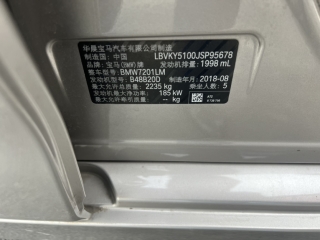 华晨宝马汽车有限公司制造
制造国：中国 LBVKY5100JSP95678
品牌：宝马(BMW)牌 发动机排量：1998 mL
整车型号：BMW7201LM
发动机型号：B48B20D 制造年月：2018-08
最大允许总质量：2235 kg 乘坐人数：5
发动机最大净功率：185 kW
最大允许牵引质量：-- kg